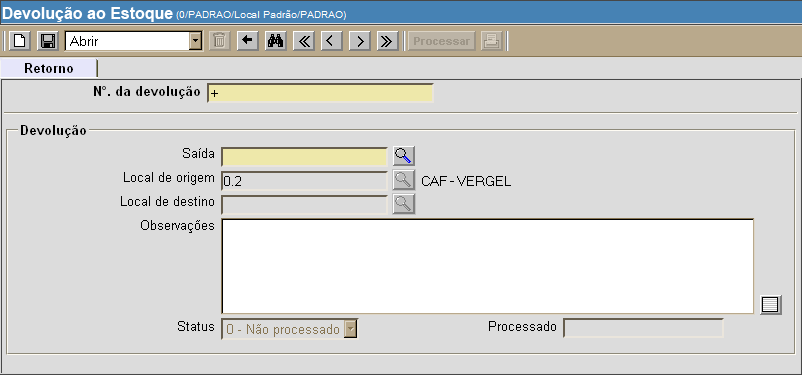 Devolução ao Estoque (0/PADRAO/Local Padrão/PADRAO)
Abrir Processar
Retorno
Nº. da devolução +
Devolução
Saída
Local de origem 0.2 CAF - VERGEL
Local de destino
Observações
Status 0 - Não processado Processado